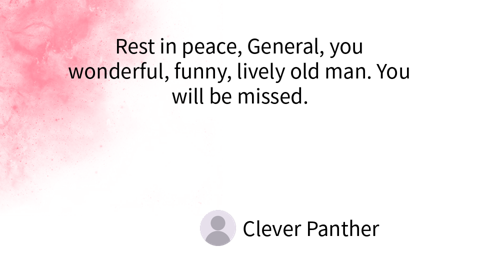 Rest in peace, General, you
wonderful, funny, lively old man. You
will be missed.
Clever Panther